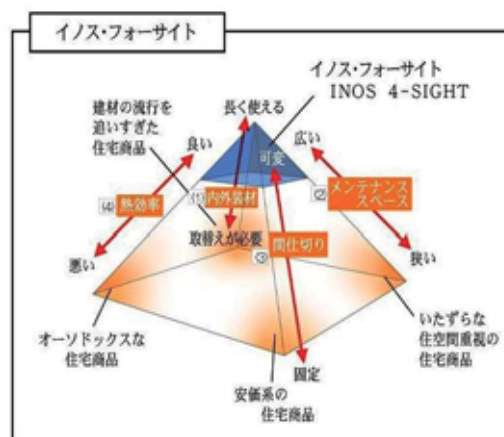 イノス・フォーサイト
イノス・フォーサイト
INOS 4-SIGHT
建材の流行を
追いすぎた
住宅商品
長く使える
良い
広い
可変
(4) 熱効率
(1) 内外装材
(2) メンテナンス
スペース
取替えが必要
(3) 間仕切り
悪い
狭い
オーソドックスな
住宅商品
いたずらな
住空間重視の
住宅商品
固定
安価系の
住宅商品